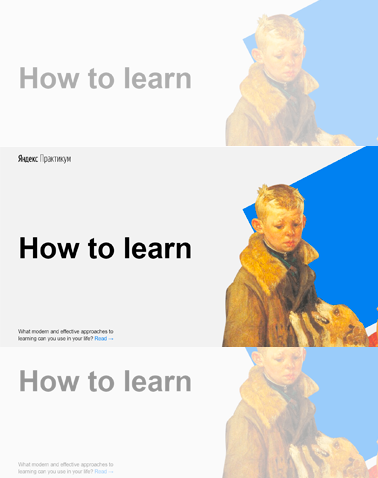 How to learn
Яндекс Практикум
How to learn
What modern and effective approaches to
learning can you use in your life? Read →
How to learn
What modern and effective approaches to
learning can you use in your life? Read →